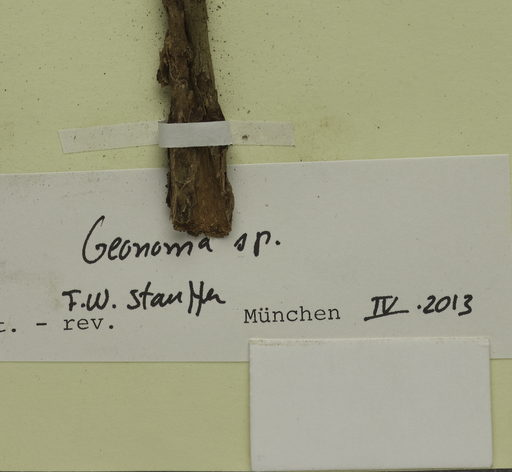 Geonoma sp.
F.W. Stauffer
t. - rev. München IV.2013